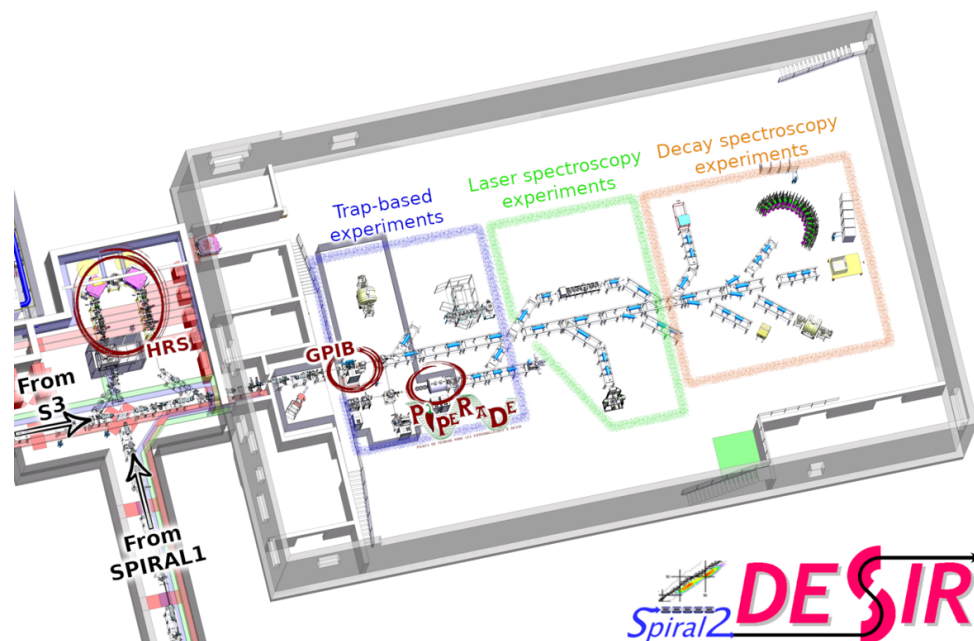 Decay spectroscopy
experiments
Laser spectroscopy
experiments
Trap-based
experiments
HRS
GPIB
PIPERADE
From
S3
From
SPIRAL1
Spiral2
DESIR